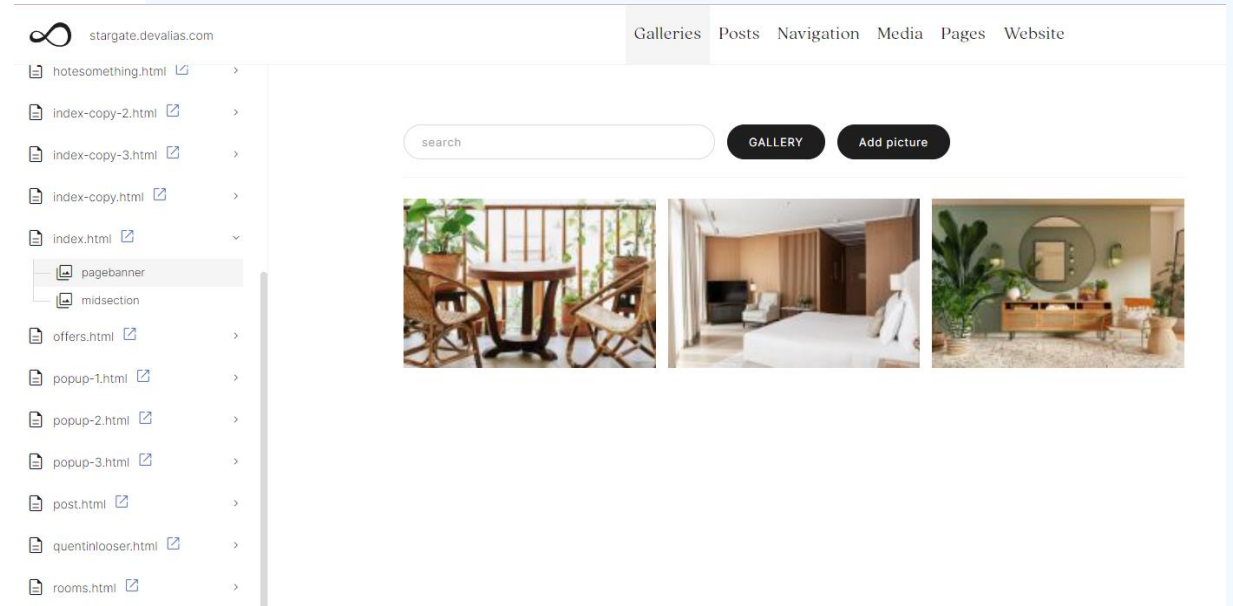 stargate.devalias.com
Galleries Posts Navigation Media Pages Website
hotesomething.html
index-copy-2.html
index-copy-3.html
index-copy.html
index.html
pagebanner
midsection
offers.html
popup-1.html
popup-2.html
popup-3.html
post.html
quentinlooser.html
rooms.html
search
GALLERY
Add picture